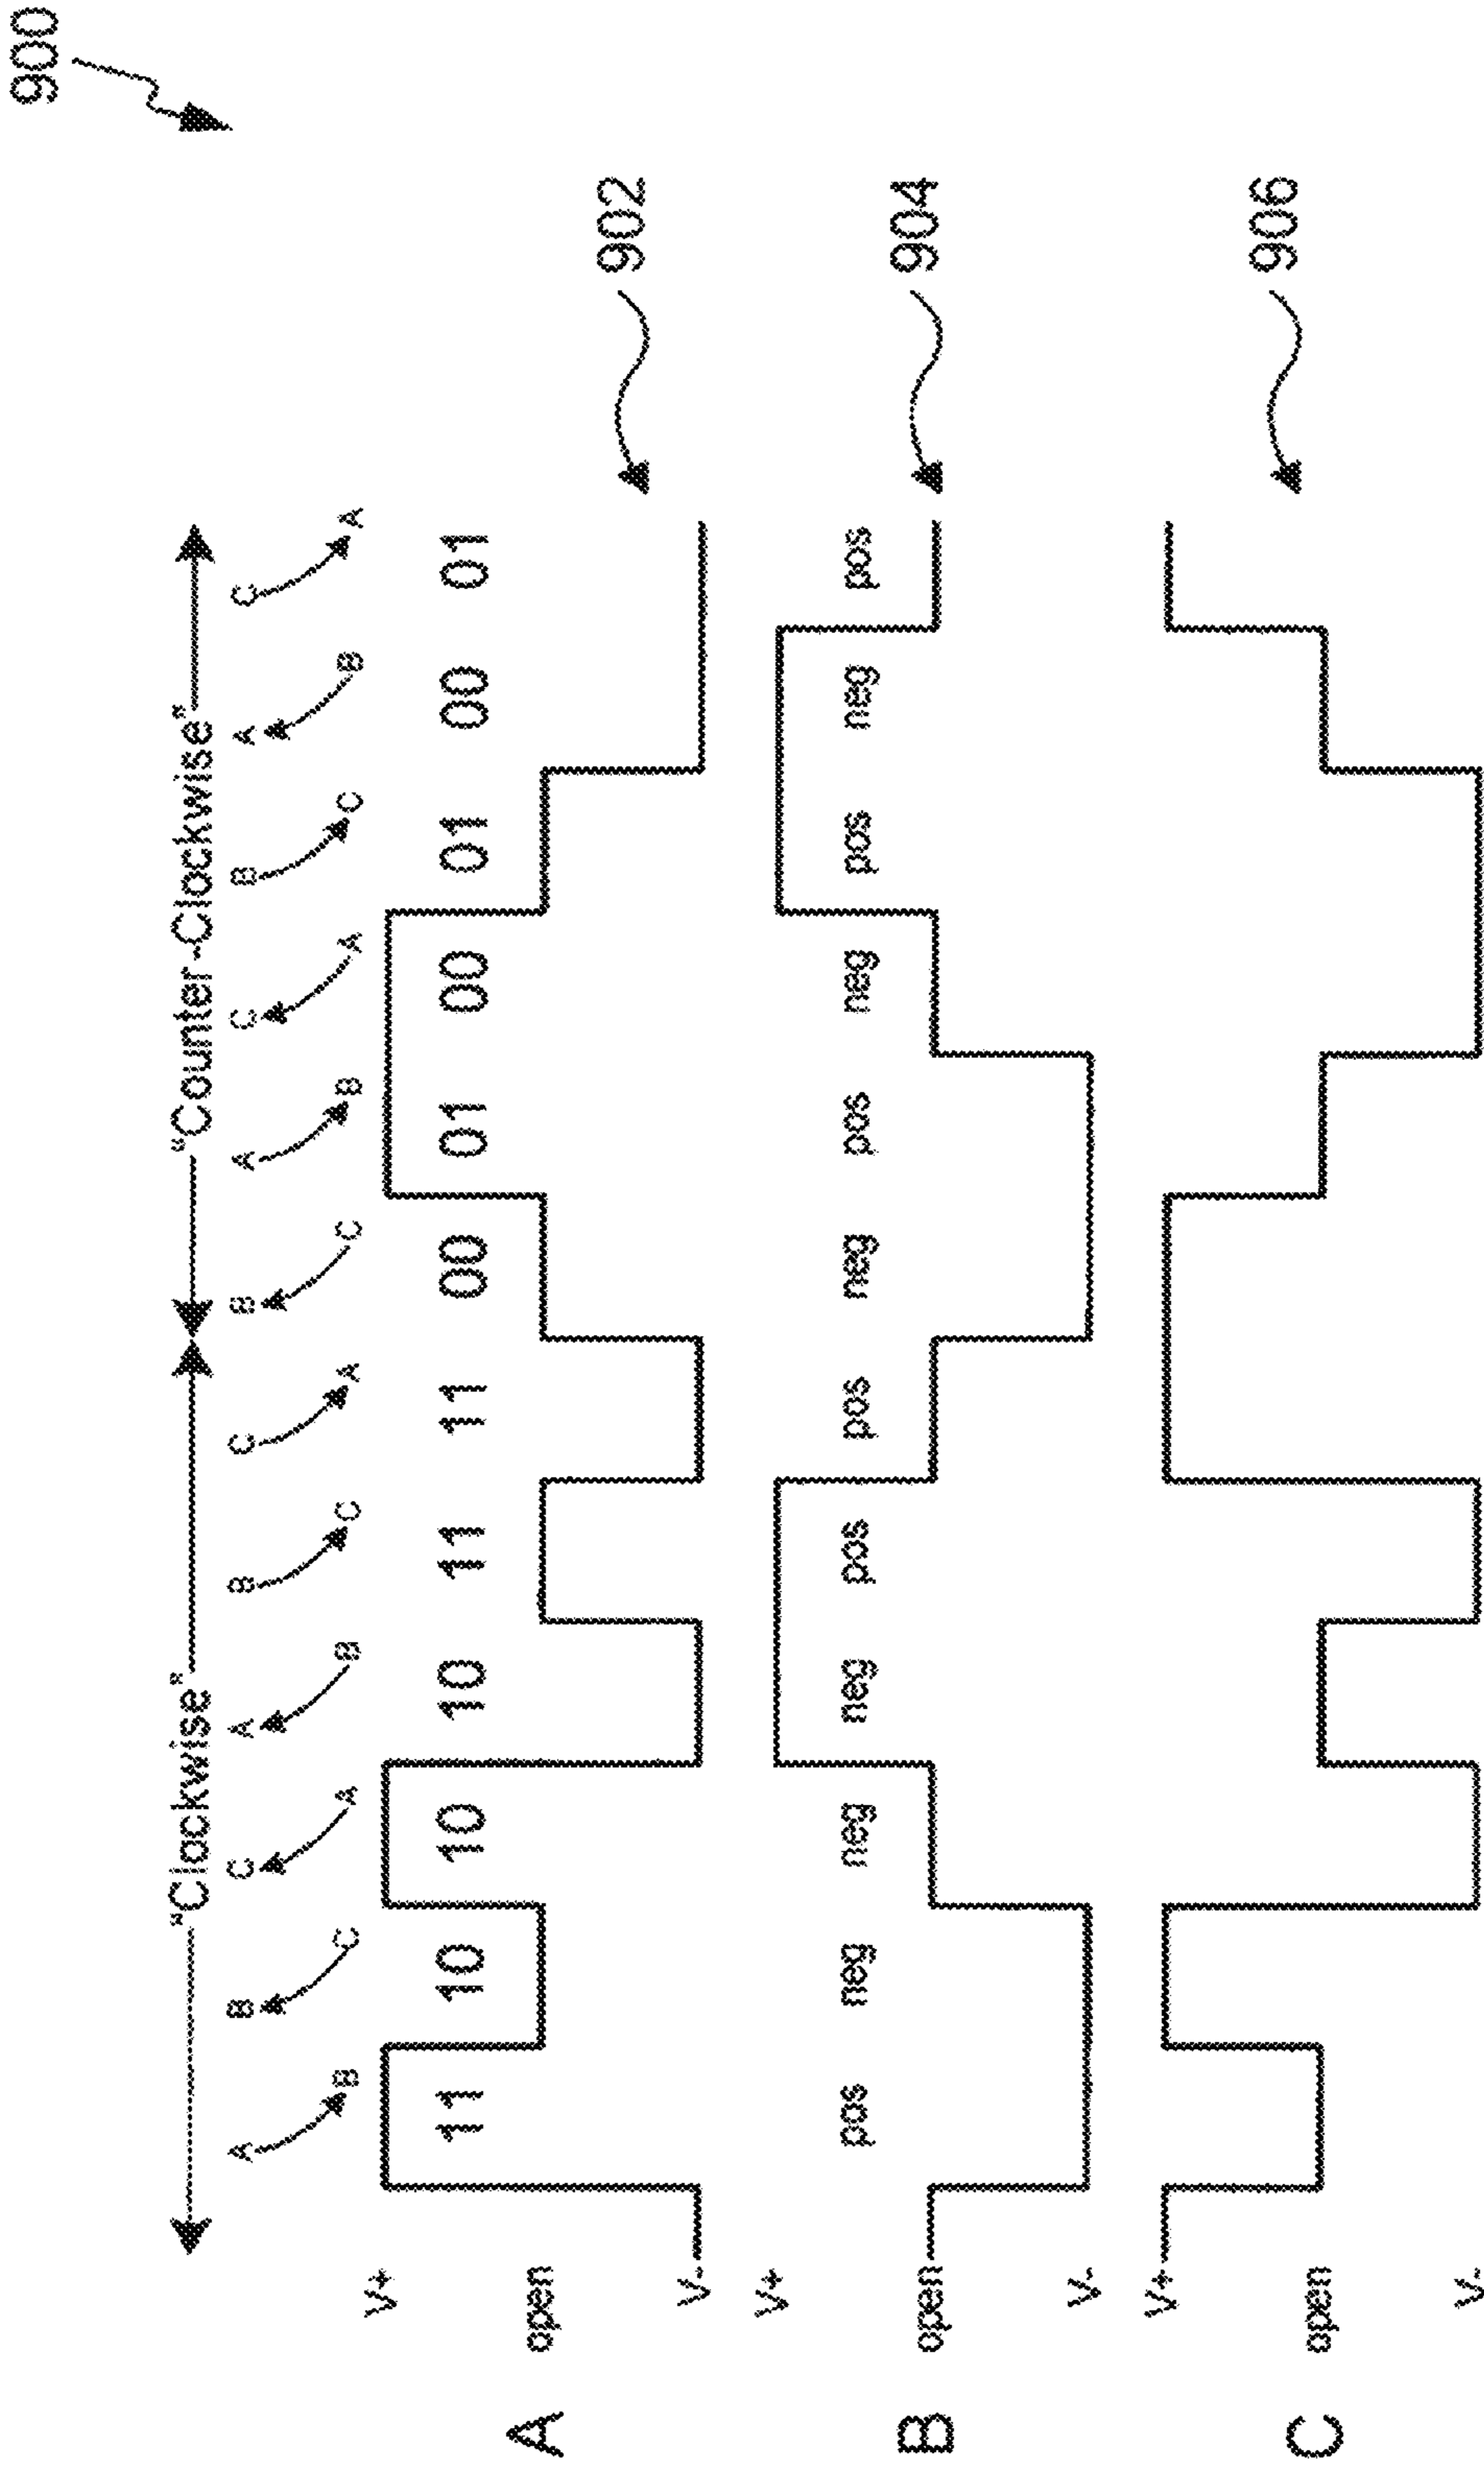 900
"Clockwise" "Counter-Clockwise"
A B C A B C B A C B A C
B C A B C A C B A C B A
V+
11 10 10 10 11 11 00 01 00 01 00 01
A open
902
V-
V+
pos neg neg neg pos pos neg pos neg pos neg pos
B open
904
V-
V+
906
C open
V-